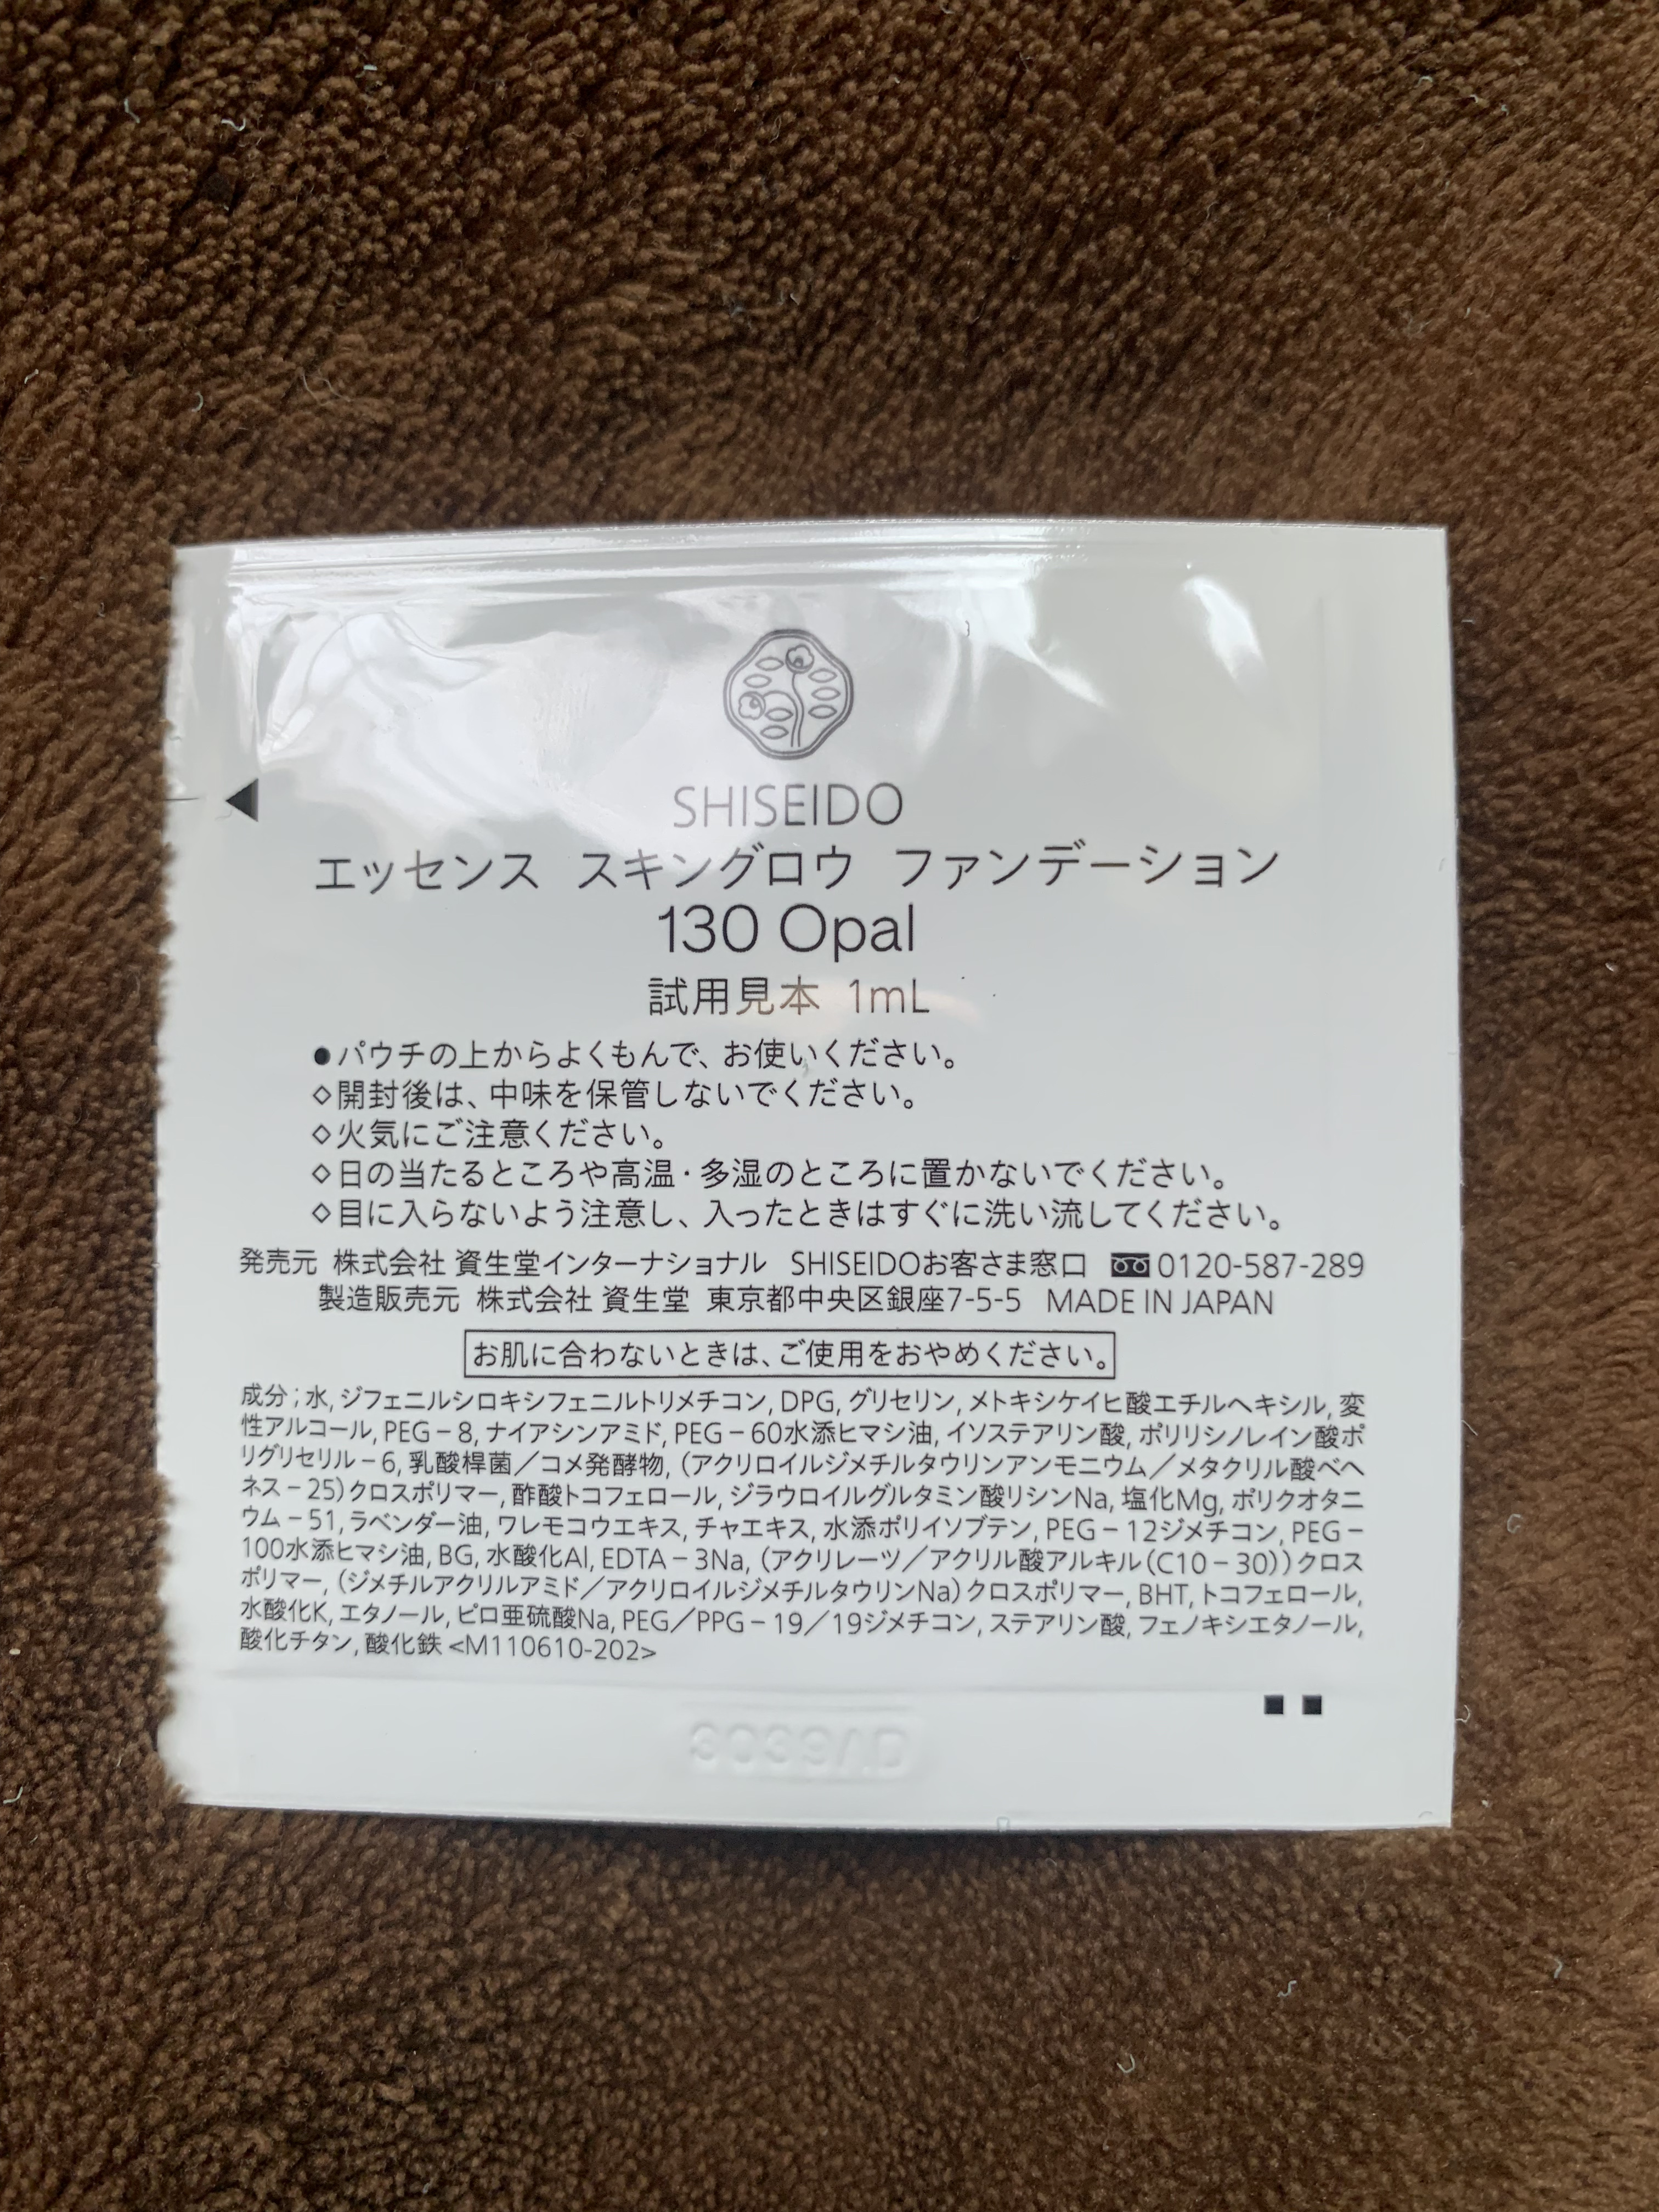 SHISEIDO
エッセンス スキングロウ ファンデーション
130 Opal
試用見本 1mL
●パウチの上からよくもんで、お使いください。
◇開封後は、中味を保管しないでください。
◇火気にご注意ください。
◇日の当たるところや高温・多湿のところに置かないでください。
◇目に入らないよう注意し、入ったときはすぐに洗い流してください。
発売元 株式会社 資生堂インターナショナル SHISEIDOお客さま窓口 0120-587-289
製造販売元 株式会社 資生堂 東京都中央区銀座7-5-5 MADE IN JAPAN
お肌に合わないときは、ご使用をおやめください。
成分；水, ジフェニルシロキシフェニルトリメチコン, DPG, グリセリン, メトキシケイヒ酸エチルヘキシル, 変
性アルコール, PEG－8, ナイアシンアミド, PEG－60水添ヒマシ油, イソステアリン酸, ポリリシノレイン酸ポ
リグリセリル－6, 乳酸桿菌／コメ発酵物, (アクリロイルジメチルタウリンアンモニウム／メタクリル酸ベヘ
ネス－25)クロスポリマー, 酢酸トコフェロール, ジラウロイルグルタミン酸リシンNa, 塩化Mg, ポリクオタニ
ウム－51, ラベンダー油, ワレモコウエキス, チャエキス, 水添ポリイソブテン, PEG－12ジメチコン, PEG－
100水添ヒマシ油, BG, 水酸化Al, EDTA－3Na, (アクリレーツ／アクリル酸アルキル(C10－30))クロス
ポリマー, (ジメチルアクリルアミド／アクリロイルジメチルタウリンNa)クロスポリマー, BHT, トコフェロール,
水酸化K, エタノール, ピロ亜硫酸Na, PEG／PPG－19／19ジメチコン, ステアリン酸, フェノキシエタノール,
酸化チタン, 酸化鉄 <M110610-202>